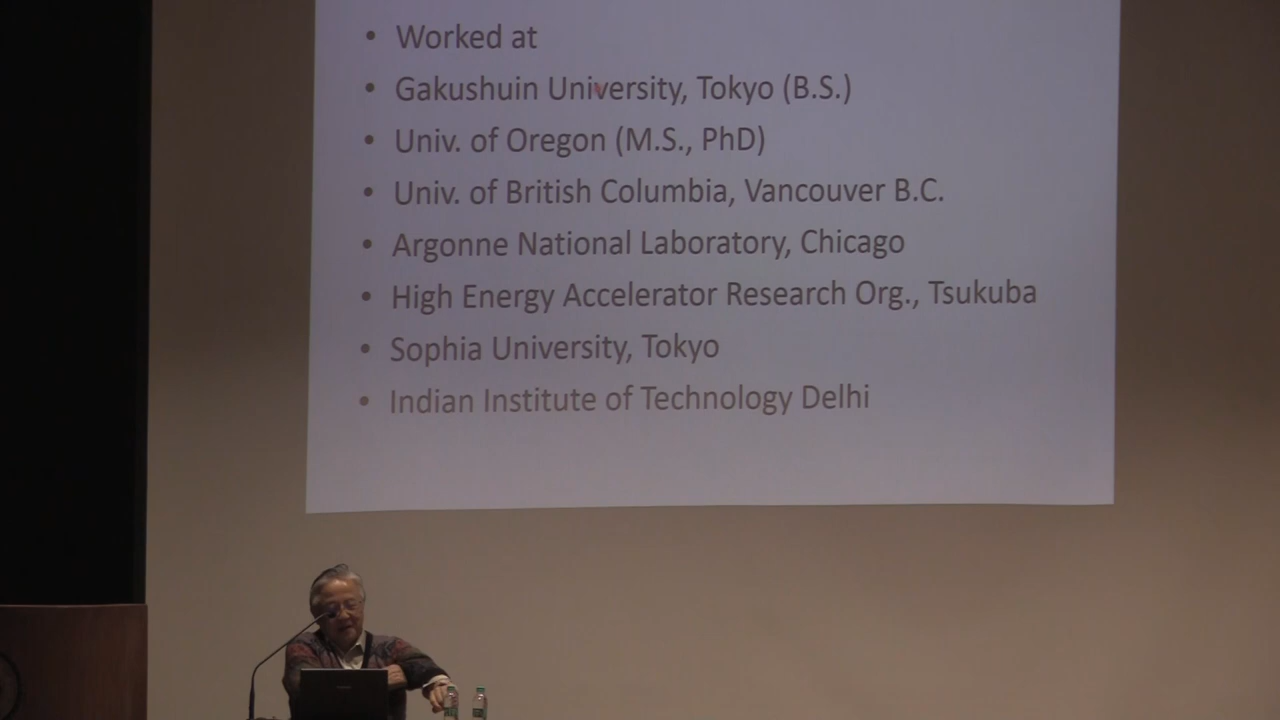 • Worked at
• Gakushuin University, Tokyo (B.S.)
• Univ. of Oregon (M.S., PhD)
• Univ. of British Columbia, Vancouver B.C.
• Argonne National Laboratory, Chicago
• High Energy Accelerator Research Org., Tsukuba
• Sophia University, Tokyo
• Indian Institute of Technology Delhi